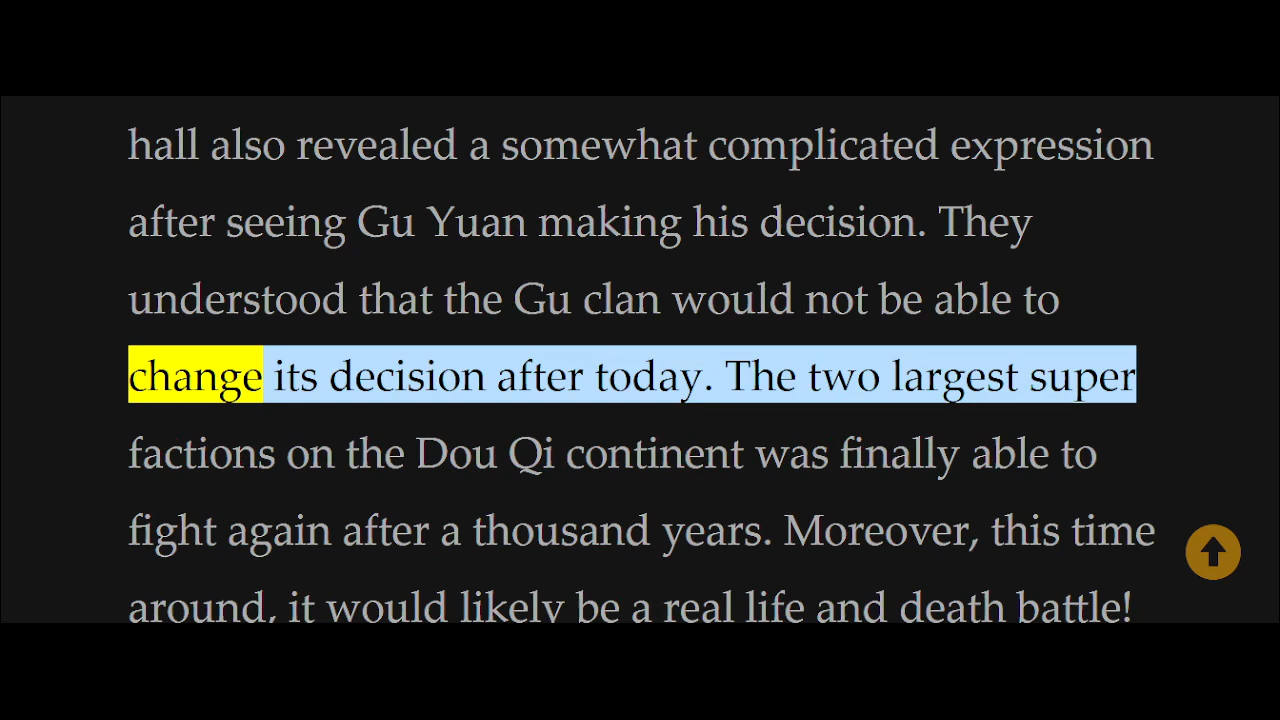 hall also revealed a somewhat complicated expression
after seeing Gu Yuan making his decision. They
understood that the Gu clan would not be able to
change its decision after today. The two largest super
factions on the Dou Qi continent was finally able to
fight again after a thousand years. Moreover, this time
around, it would likely be a real life and death battle!